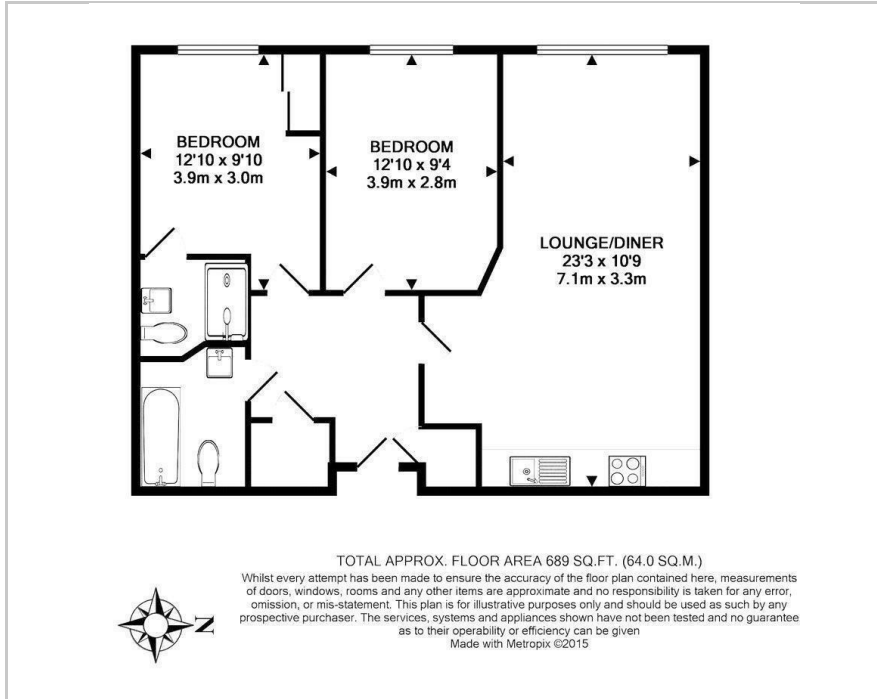 BEDROOM
12'10 x 9'10
3.9m x 3.0m
BEDROOM
12'10 x 9'4
3.9m x 2.8m
LOUNGE/DINER
23'3 x 10'9
7.1m x 3.3m
TOTAL APPROX. FLOOR AREA 689 SQ.FT. (64.0 SQ.M.)
Whilst every attempt has been made to ensure the accuracy of the floor plan contained here, measurements
of doors, windows, rooms and any other items are approximate and no responsibility is taken for any error,
omission, or mis-statement. This plan is for illustrative purposes only and should be used as such by any
prospective purchaser. The services, systems and appliances shown have not been tested and no guarantee
as to their operability or efficiency can be given
Made with Metropix ©2015
N